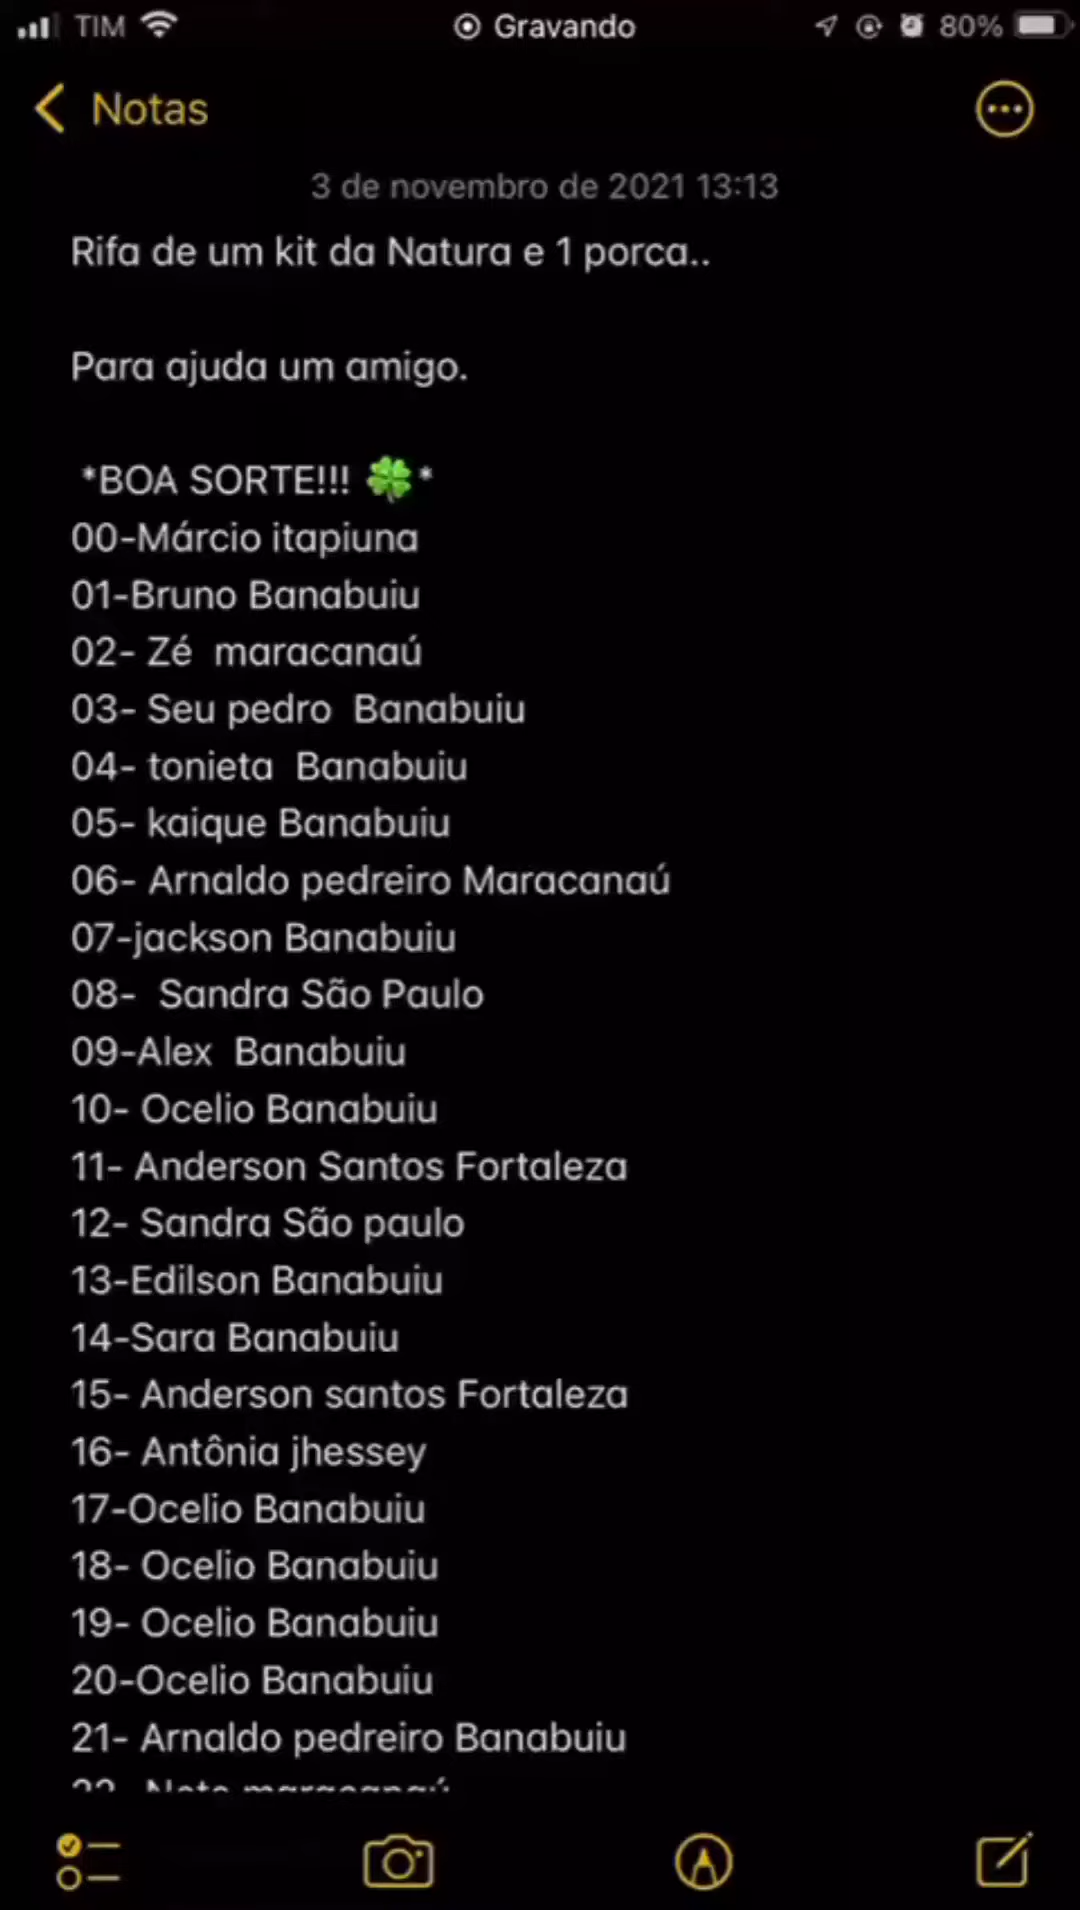 TIM Gravando 80%
Notas
3 de novembro de 2021 13:13
Rifa de um kit da Natura e 1 porca..
Para ajuda um amigo.
*BOA SORTE!!! 🍀*
00-Márcio itapiuna
01-Bruno Banabuiu
02- Zé  maracanaú
03- Seu pedro  Banabuiu
04- tonieta  Banabuiu
05- kaique Banabuiu
06- Arnaldo pedreiro Maracanaú
07-jackson Banabuiu
08-  Sandra São Paulo
09-Alex  Banabuiu
10- Ocelio Banabuiu
11- Anderson Santos Fortaleza
12- Sandra São paulo
13-Edilson Banabuiu
14-Sara Banabuiu
15- Anderson santos Fortaleza
16- Antônia jhessey
17-Ocelio Banabuiu
18- Ocelio Banabuiu
19- Ocelio Banabuiu
20-Ocelio Banabuiu
21- Arnaldo pedreiro Banabuiu